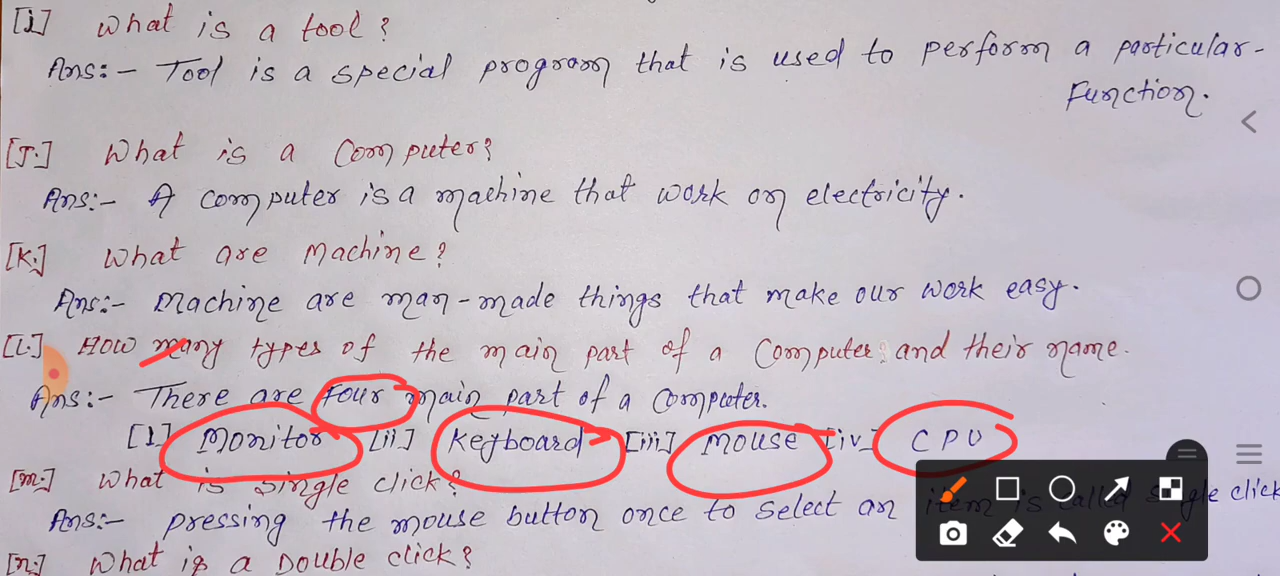 [i] What is a tool?
Ans:- Tool is a special program that is used to perform a particular-
Function.
[J.] What is a Computer?
Ans:- A computer is a machine that work on electricity.
[K.] What are Machine?
Ans:- Machine are man-made things that make our work easy.
[L.] How many types of the main part of a Computer and their name.
Ans:- There are Four main part of a Computer.
[I] Monitor [ii] Keyboard [iii] Mouse [iv] CPU
[m.] What is single click?
Ans:- Pressing the mouse button once to Select an item is called single click
[n.] What is a Double click?